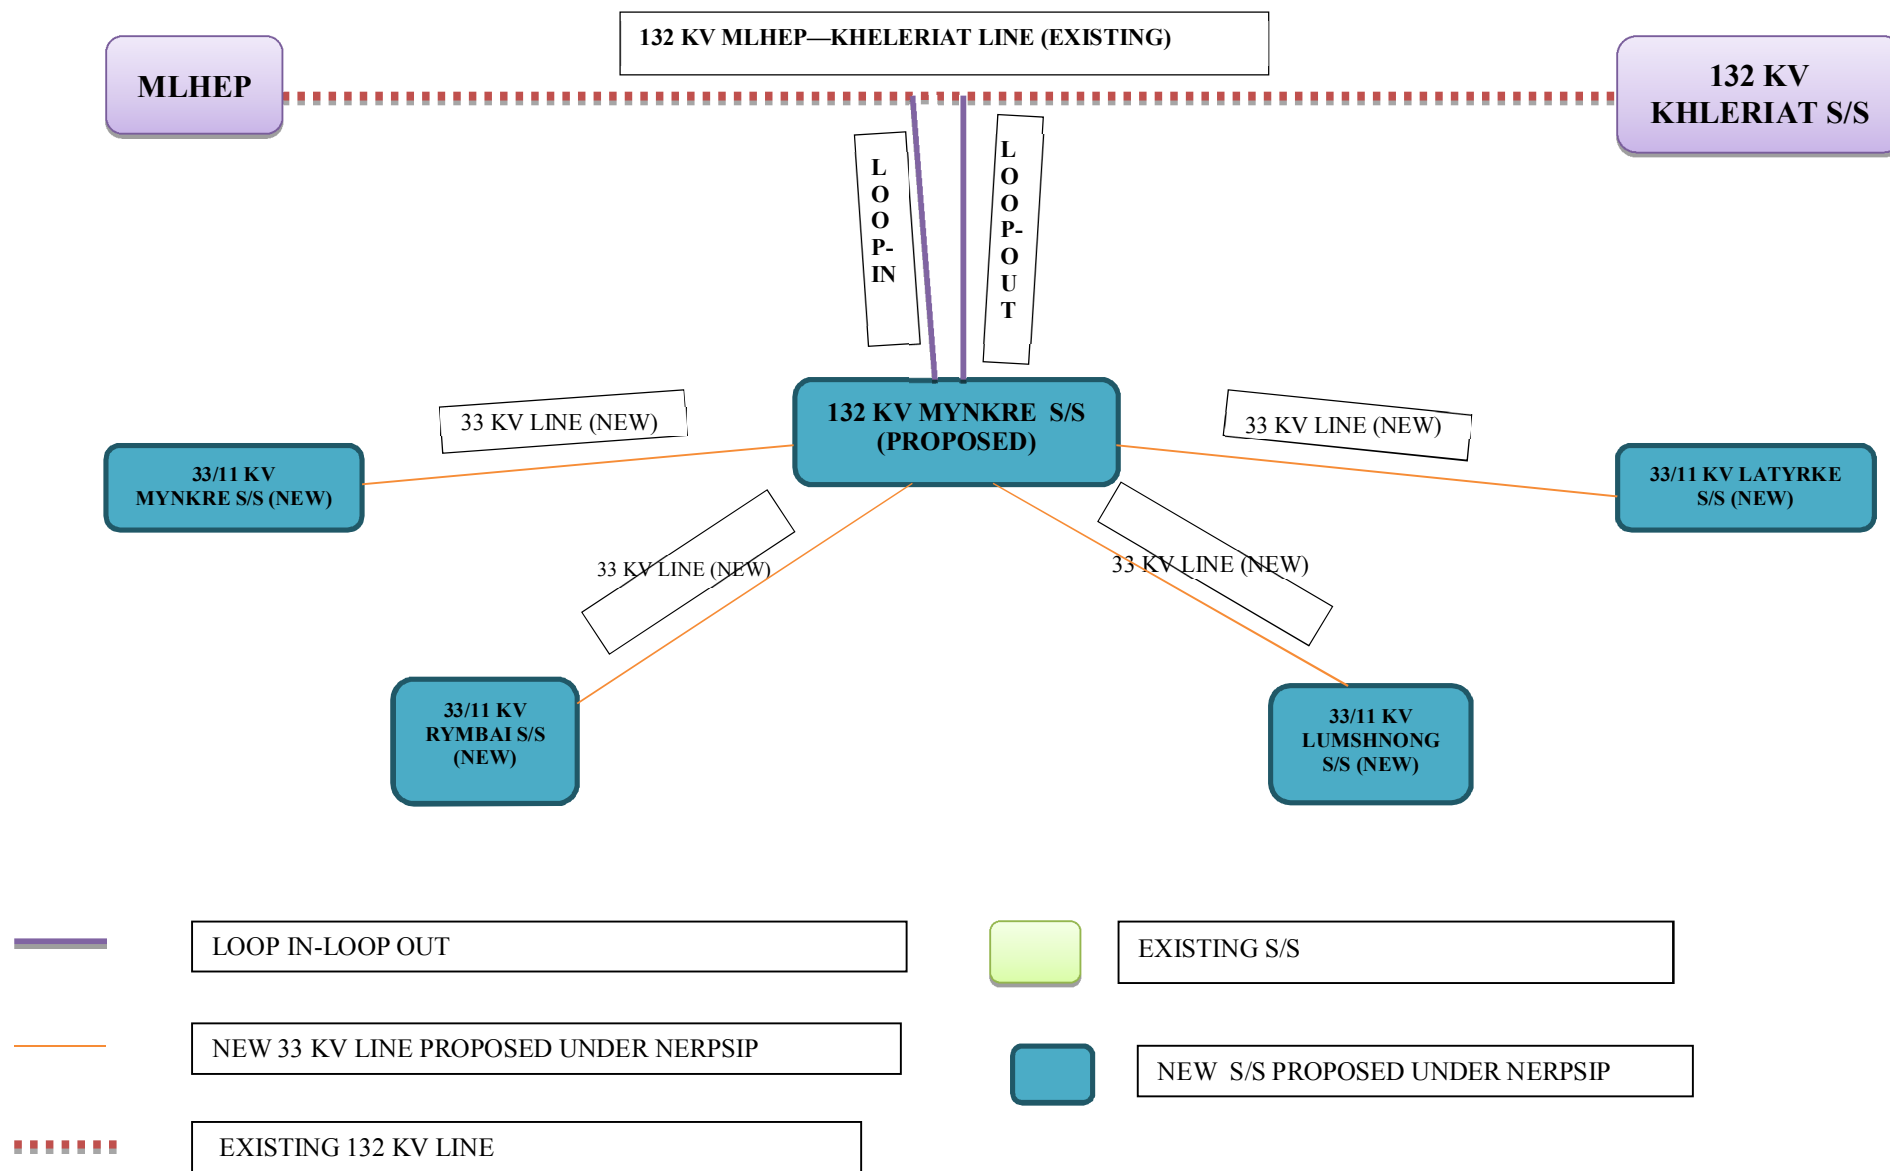 132 KV MLHEP—KHELERIAT LINE (EXISTING)
MLHEP
132 KV
KHLERIAT S/S
L
O
O
P-
IN
L
O
O
P-
O
U
T
132 KV MYNKRE S/S
(PROPOSED)
33 KV LINE (NEW)
33 KV LINE (NEW)
33/11 KV
MYNKRE S/S (NEW)
33/11 KV LATYRKE
S/S (NEW)
33 KV LINE (NEW)
33 KV LINE (NEW)
33/11 KV
RYMBAI S/S
(NEW)
33/11 KV
LUMSHNONG
S/S (NEW)
LOOP IN-LOOP OUT
EXISTING S/S
NEW 33 KV LINE PROPOSED UNDER NERPSIP
NEW S/S PROPOSED UNDER NERPSIP
EXISTING 132 KV LINE